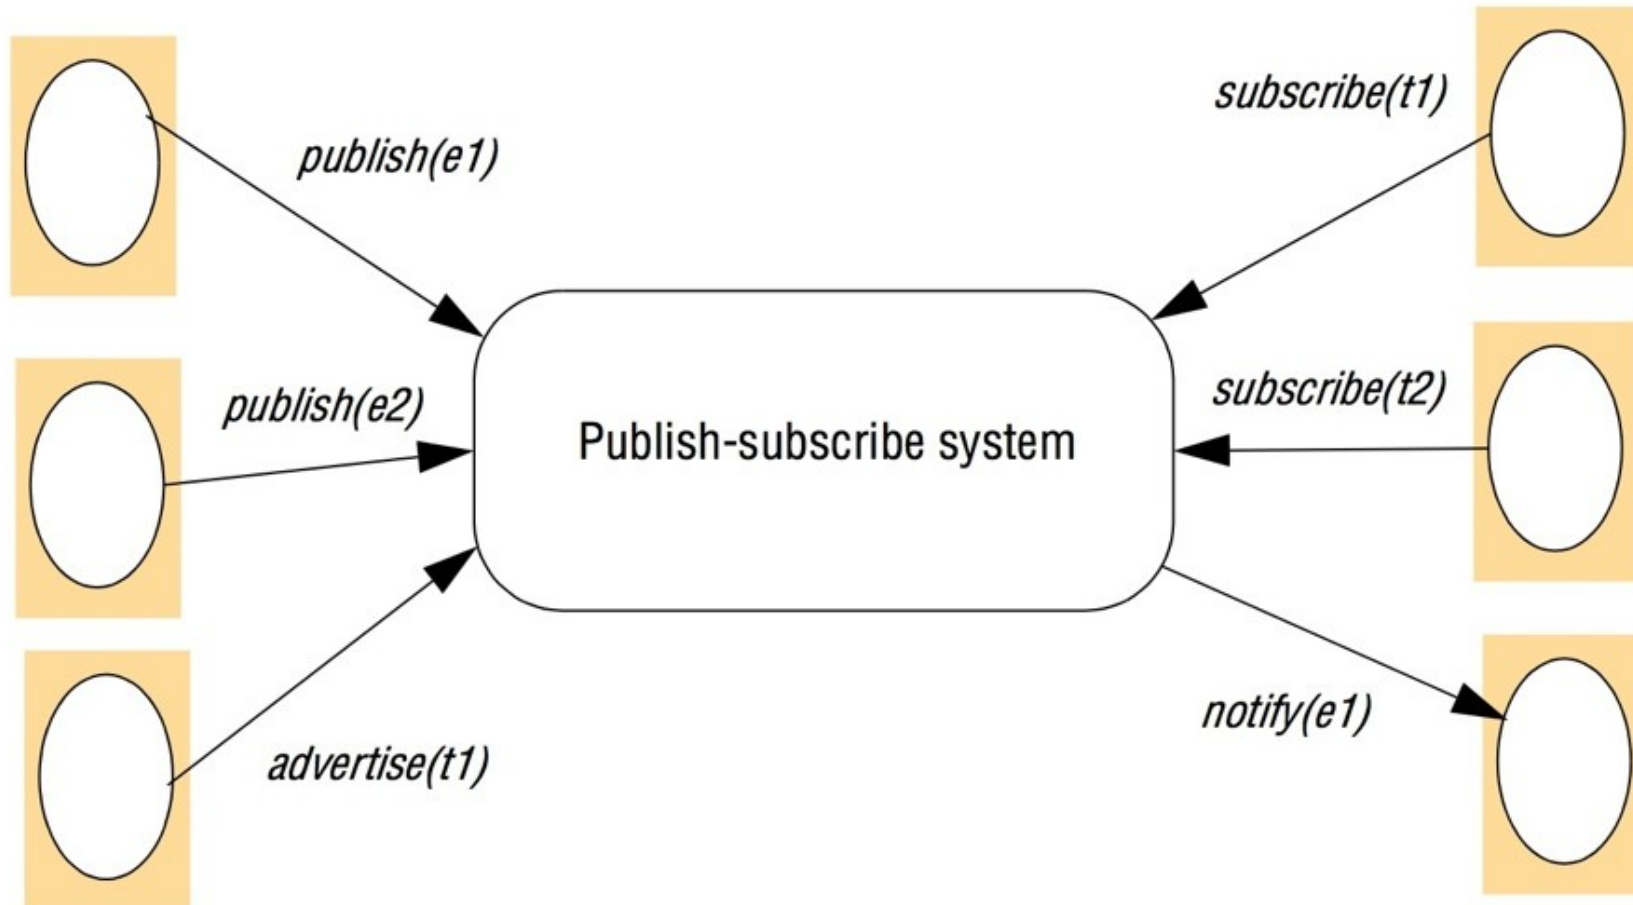 publish(e1)
publish(e2)
advertise(t1)
Publish-subscribe system
subscribe(t1)
subscribe(t2)
notify(e1)